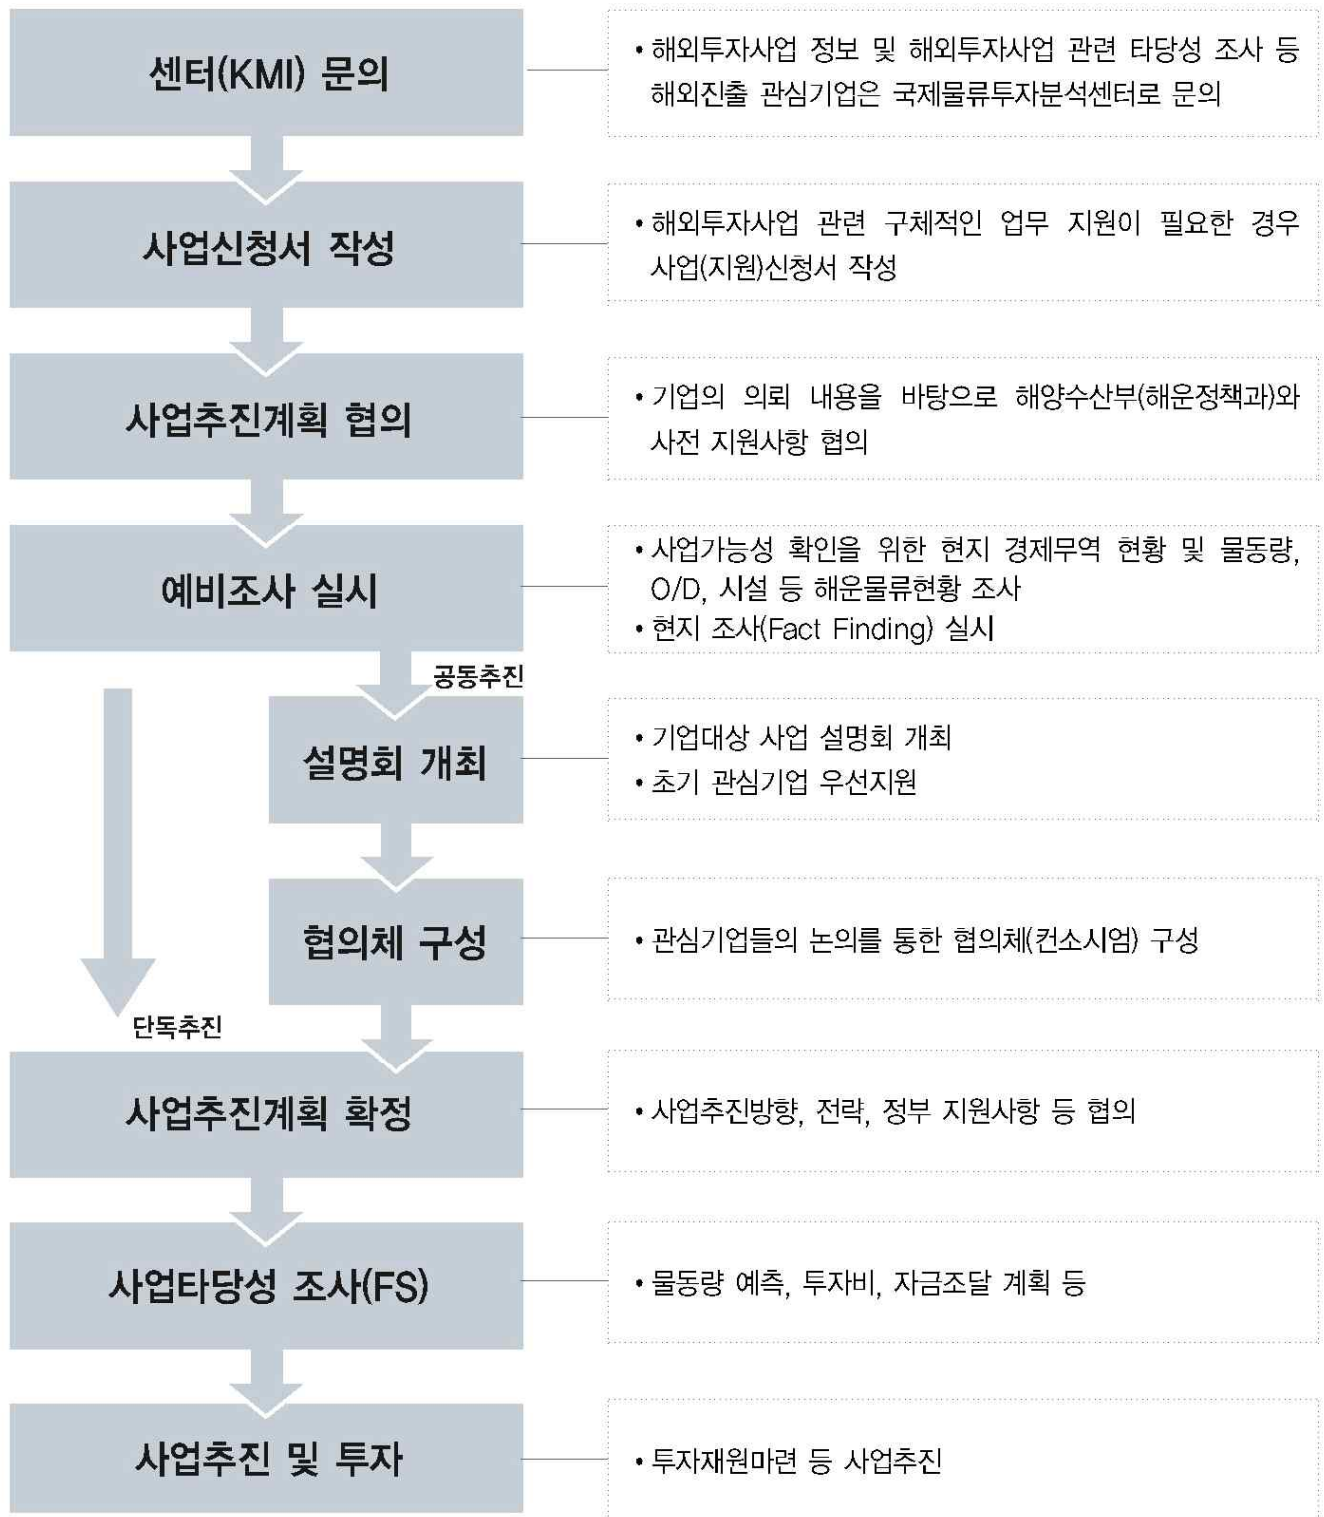 센터(KMI) 문의
• 해외투자사업 정보 및 해외투자사업 관련 타당성 조사 등
해외진출 관심기업은 국제물류투자분석센터로 문의
사업신청서 작성
• 해외투자사업 관련 구체적인 업무 지원이 필요한 경우
사업(지원)신청서 작성
사업추진계획 협의
• 기업의 의뢰 내용을 바탕으로 해양수산부(해운정책과)와
사전 지원사항 협의
예비조사 실시
• 사업가능성 확인을 위한 현지 경제무역 현황 및 물동량,
O/D, 시설 등 해운물류현황 조사
• 현지 조사(Fact Finding) 실시
공동추진
설명회 개최
• 기업대상 사업 설명회 개최
• 초기 관심기업 우선지원
협의체 구성
• 관심기업들의 논의를 통한 협의체(컨소시엄) 구성
단독추진
사업추진계획 확정
• 사업추진방향, 전략, 정부 지원사항 등 협의
사업타당성 조사(FS)
• 물동량 예측, 투자비, 자금조달 계획 등
사업추진 및 투자
• 투자재원마련 등 사업추진